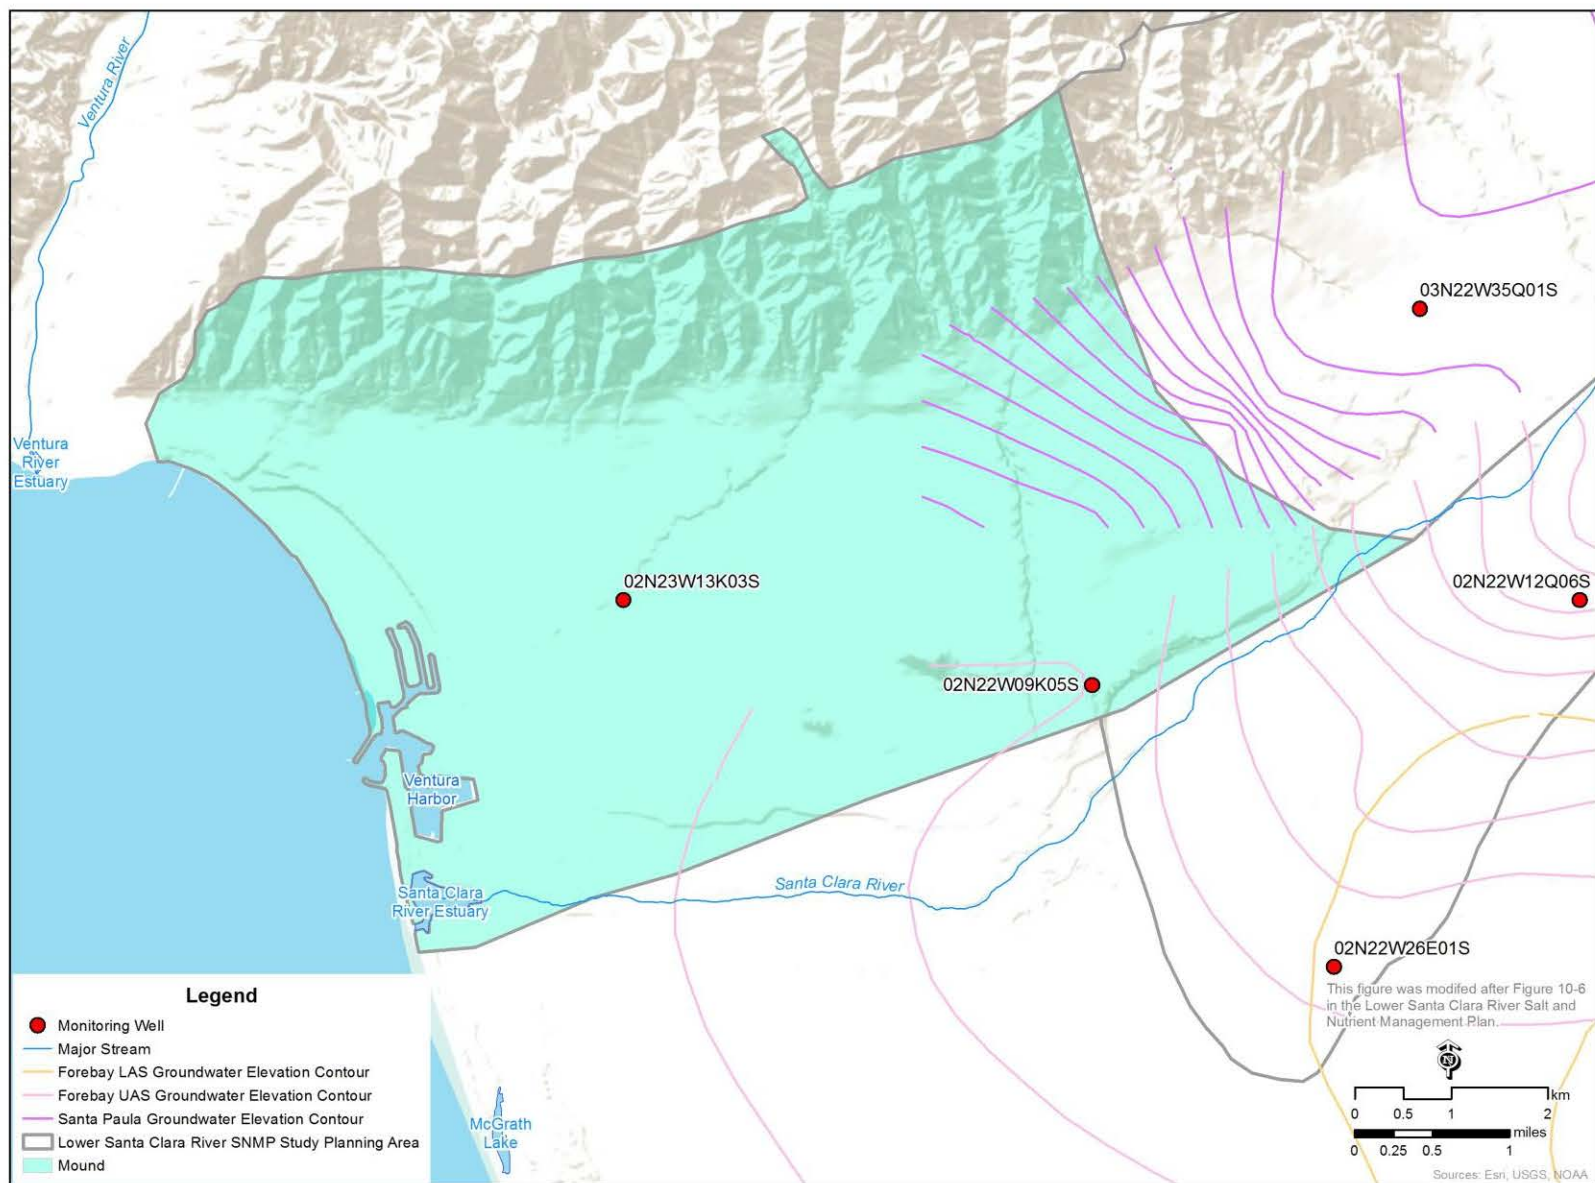 Ventura River
03N22W35Q01S
Ventura
River
Estuary
02N23W13K03S
02N22W12Q06S
02N22W09K05S
Ventura
Harbor
Santa Clara River
Santa Clara
River Estuary
02N22W26E01S
This figure was modifed after Figure 10-6
in the Lower Santa Clara River Salt and
Nutrient Management Plan.
Legend
Monitoring Well
Major Stream
Forebay LAS Groundwater Elevation Contour
Forebay UAS Groundwater Elevation Contour
Santa Paula Groundwater Elevation Contour
Lower Santa Clara River SNMP Study Planning Area
Mound
McGrath
Lake
N
km
0 0.5 1 2
miles
0 0.25 0.5 1
Sources: Esri, USGS, NOAA